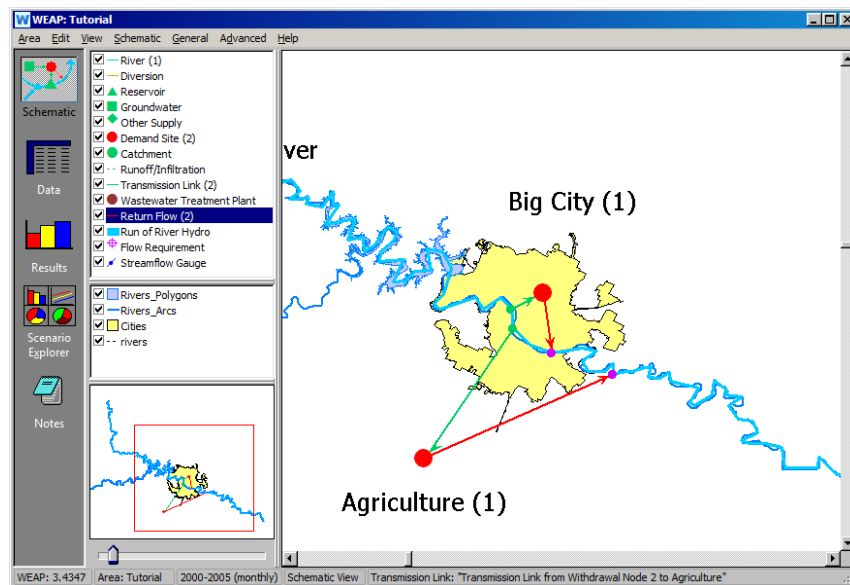 WEAP: Tutorial
Area Edit View Schematic General Advanced Help
Schematic
Data
Results
Scenario
Explorer
Notes
River (1)
Diversion
Reservoir
Groundwater
Other Supply
Demand Site (2)
Catchment
Runoff/Infiltration
Transmission Link (2)
Wastewater Treatment Plant
Return Flow (2)
Run of River Hydro
Flow Requirement
Streamflow Gauge
Rivers_Polygons
Rivers_Arcs
Cities
rivers
ver
Big City (1)
Agriculture (1)
WEAP: 3.4347 Area: Tutorial 2000-2005 (monthly) Schematic View Transmission Link: "Transmission Link from Withdrawal Node 2 to Agriculture"